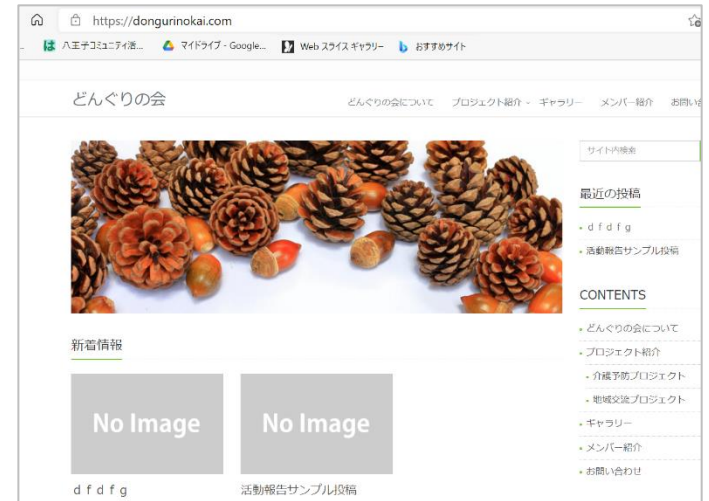 https://dongurinokai.com
八王子コミュニティ活... マイドライブ - Google... Web スライス ギャラリー おすすめサイト
どんぐりの会
どんぐりの会について プロジェクト紹介 - ギャラリー メンバー紹介 お問い
サイト内検索
最近の投稿
ｄｆｄｆｇ
活動報告サンプル投稿
CONTENTS
どんぐりの会について
プロジェクト紹介
介護予防プロジェクト
地域交流プロジェクト
ギャラリー
メンバー紹介
お問い合わせ
新着情報
No Image
No Image
ｄｆｄｆｇ
活動報告サンプル投稿